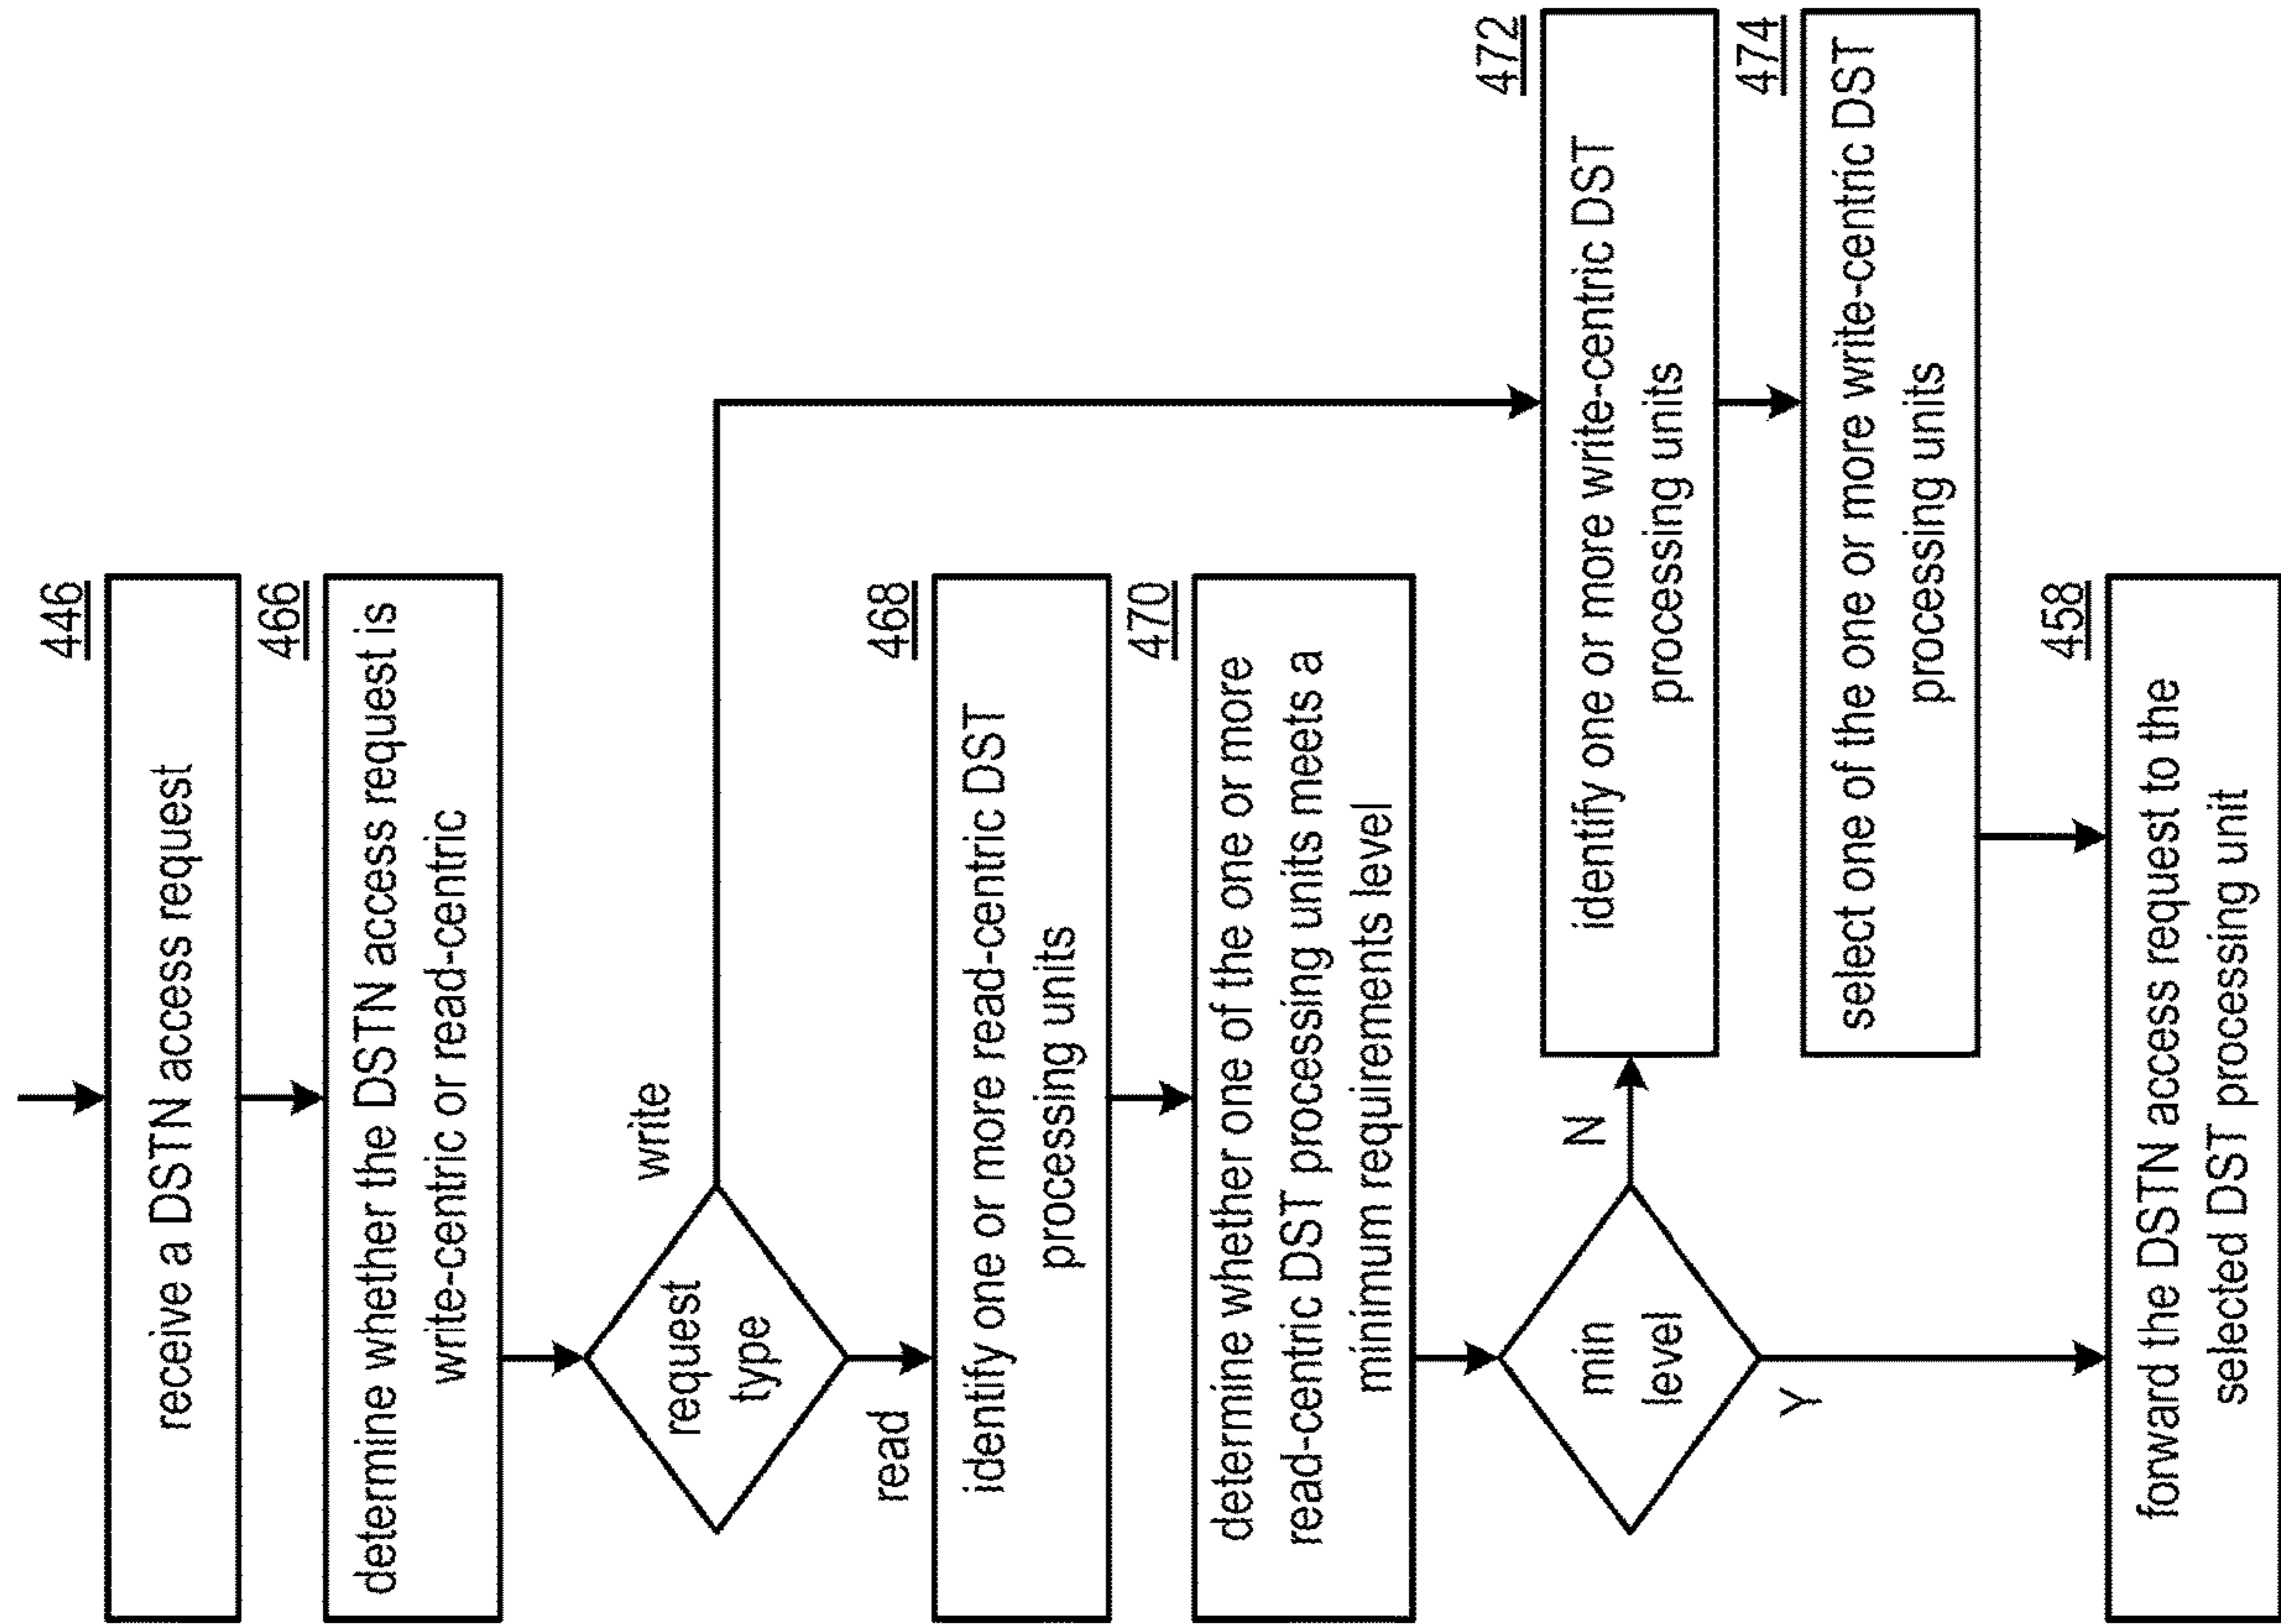 446
receive a DSTN access request
466
determine whether the DSTN access request is
write-centric or read-centric
request
type
write
read
468
identify one or more read-centric DST
processing units
470
determine whether one of the one or more
read-centric DST processing units meets a
minimum requirements level
min
level
N
Y
472
identify one or more write-centric DST
processing units
474
select one of the one or more write-centric DST
processing units
458
forward the DSTN access request to the
selected DST processing unit